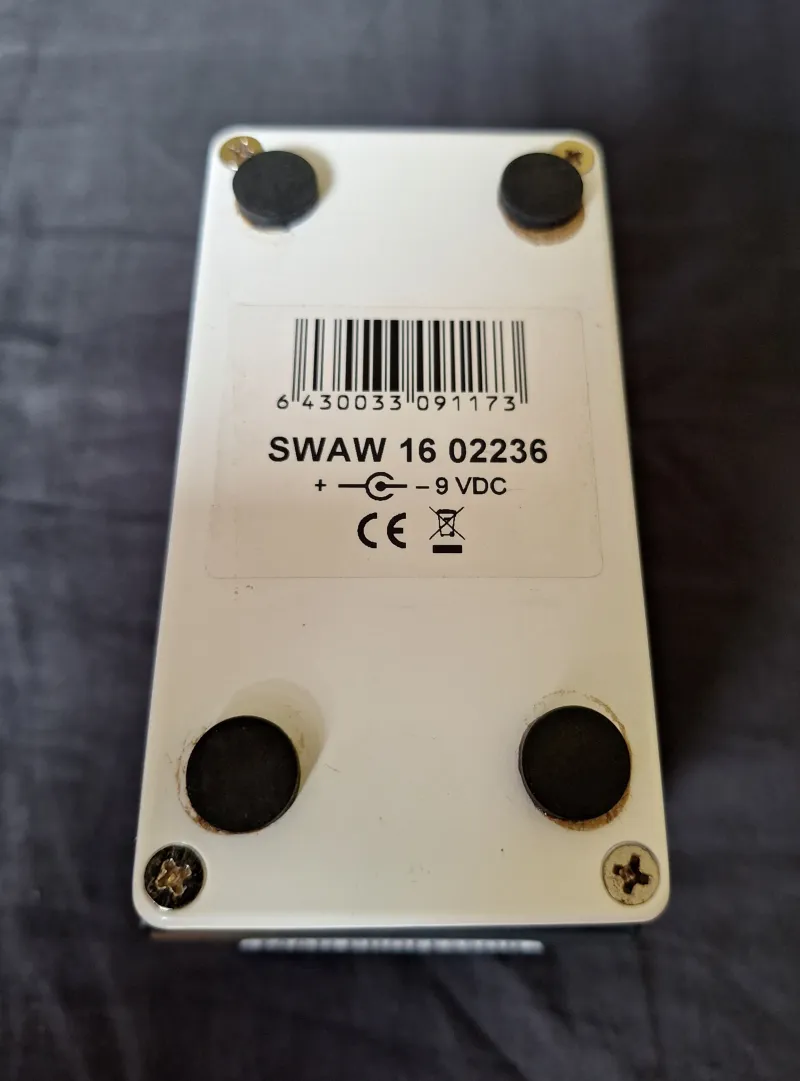 6 430033 091173
SWAW 16 02236
+ – 9 VDC
CE